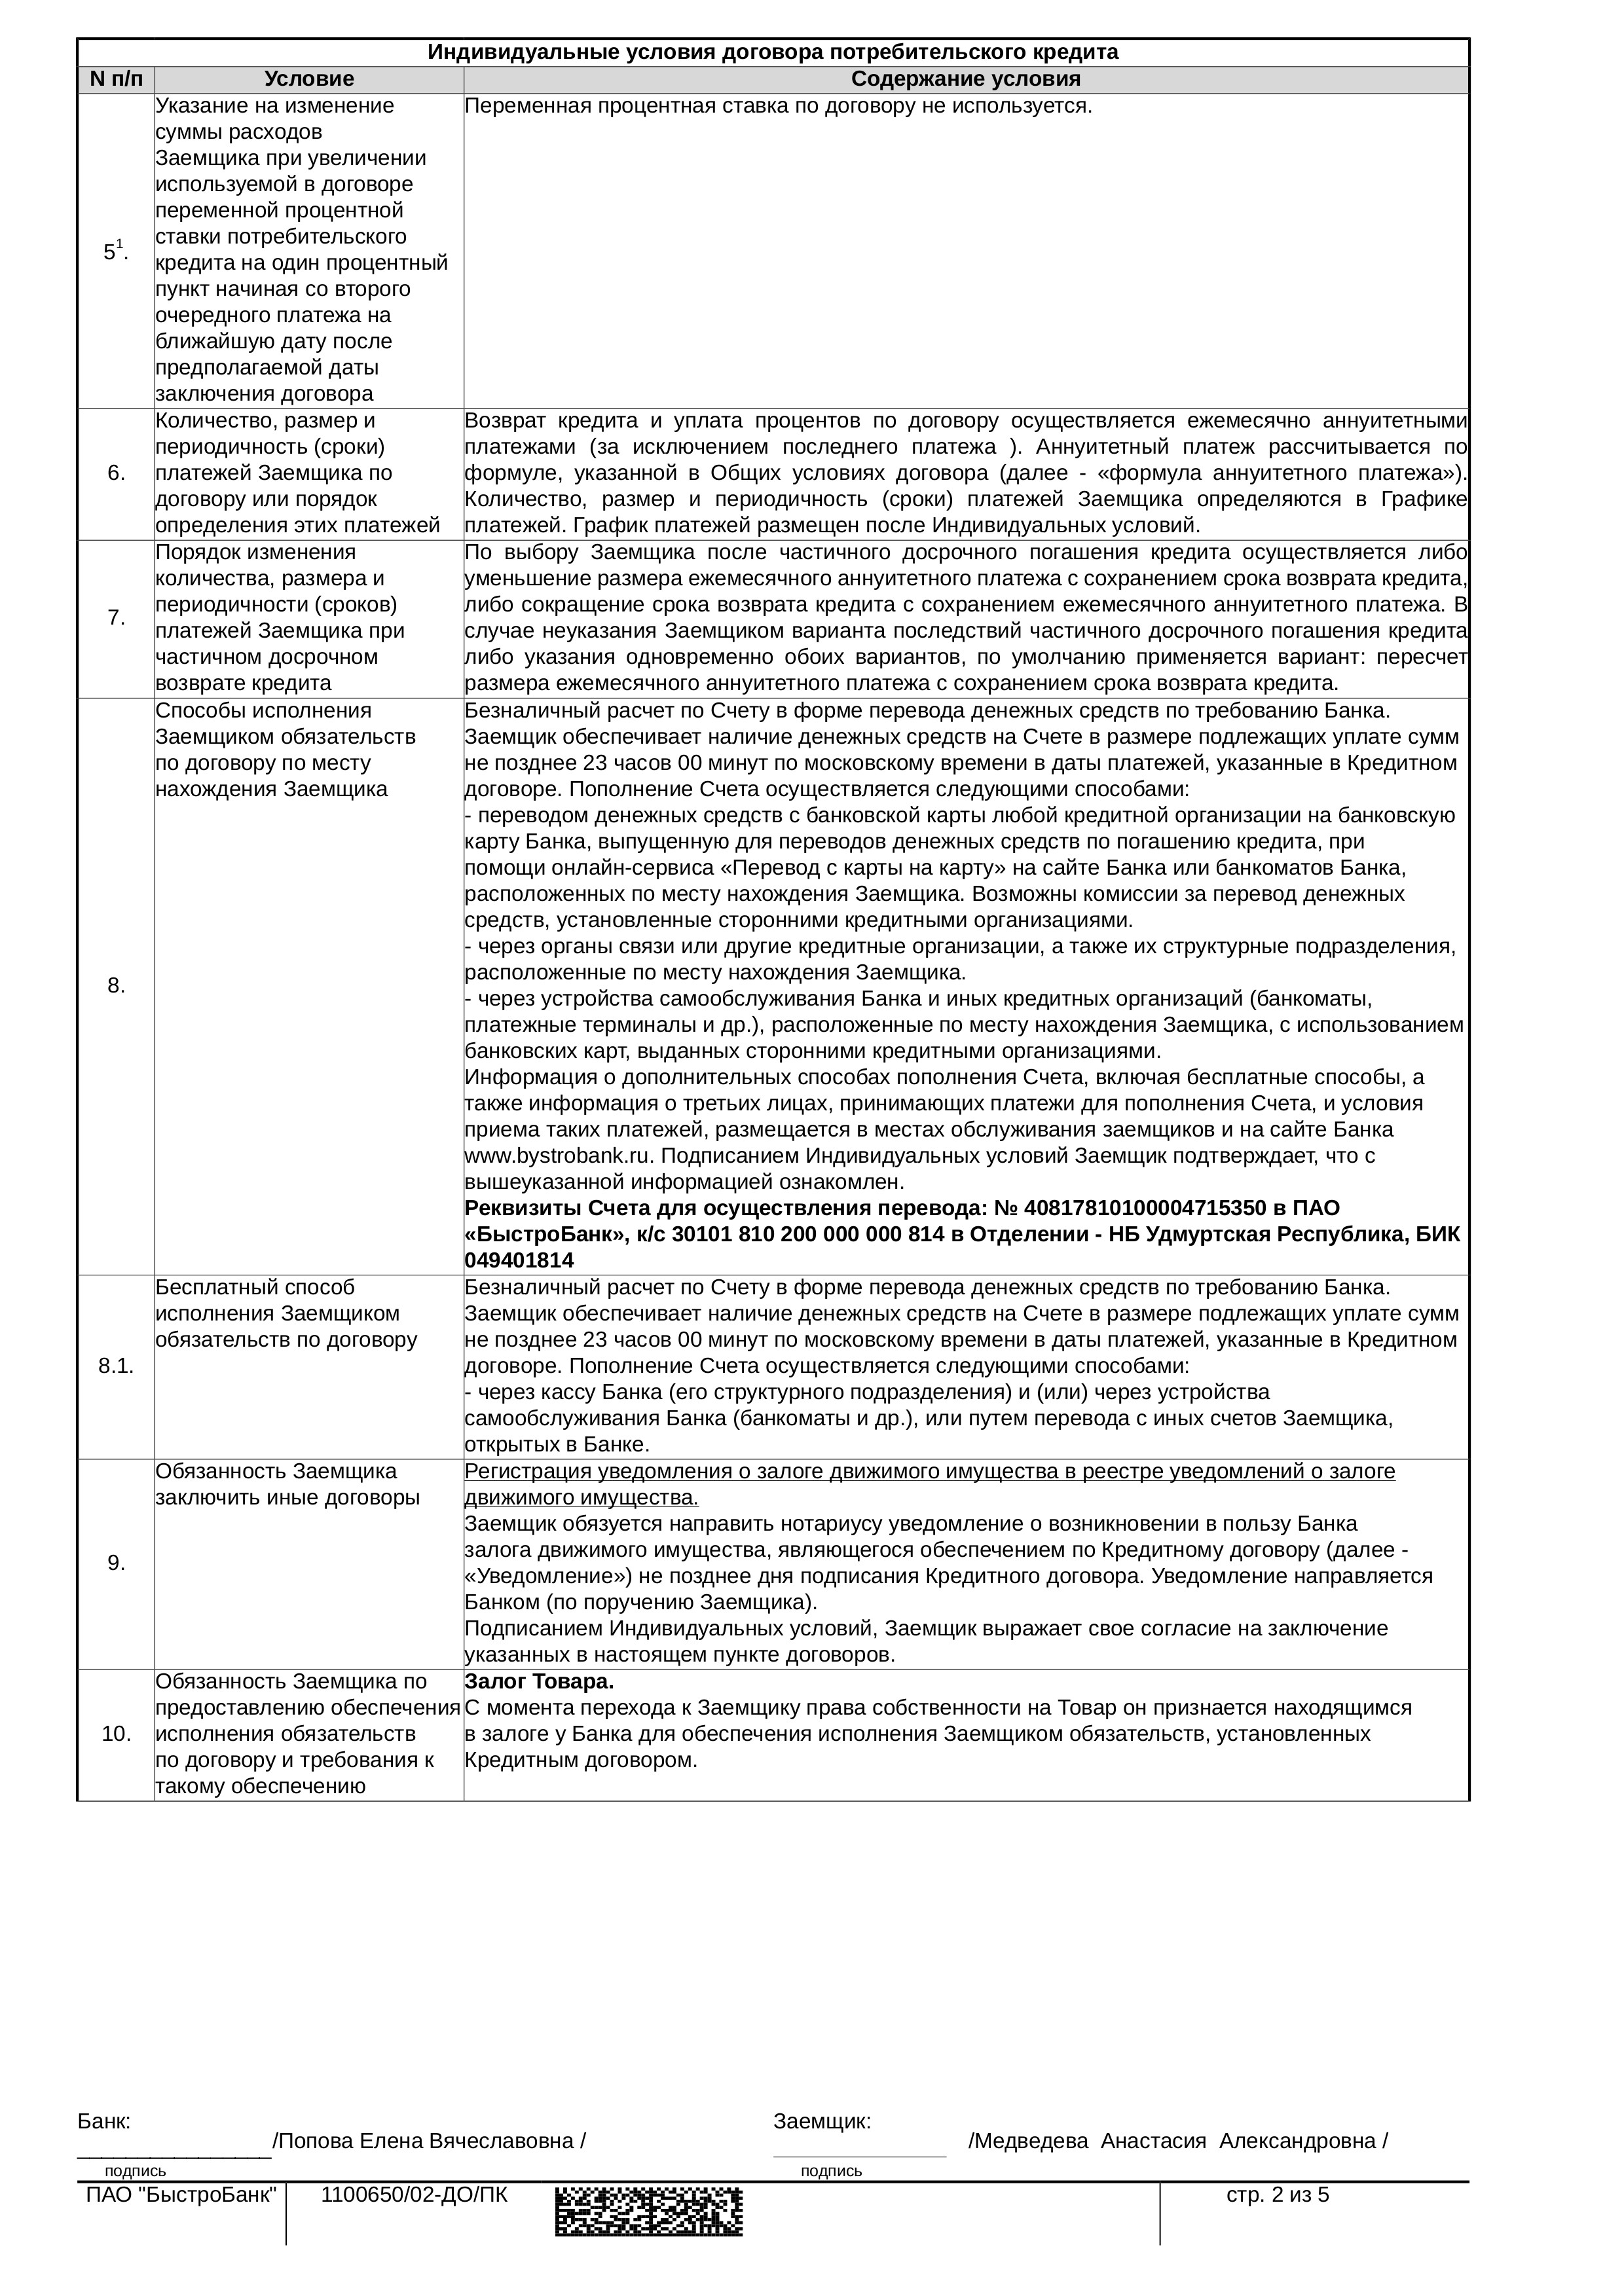 Индивидуальные условия договора потребительского кредита
N п/п Условие Содержание условия
5¹.
Указание на изменение
суммы расходов
Заемщика при увеличении
используемой в договоре
переменной процентной
ставки потребительского
кредита на один процентный
пункт начиная со второго
очередного платежа на
ближайшую дату после
предполагаемой даты
заключения договора
Переменная процентная ставка по договору не используется.
6.
Количество, размер и
периодичность (сроки)
платежей Заемщика по
договору или порядок
определения этих платежей
Возврат кредита и уплата процентов по договору осуществляется ежемесячно аннуитетными
платежами (за исключением последнего платежа ). Аннуитетный платеж рассчитывается по
формуле, указанной в Общих условиях договора (далее - «формула аннуитетного платежа»).
Количество, размер и периодичность (сроки) платежей Заемщика определяются в Графике
платежей. График платежей размещен после Индивидуальных условий.
7.
Порядок изменения
количества, размера и
периодичности (сроков)
платежей Заемщика при
частичном досрочном
возврате кредита
По выбору Заемщика после частичного досрочного погашения кредита осуществляется либо
уменьшение размера ежемесячного аннуитетного платежа с сохранением срока возврата кредита,
либо сокращение срока возврата кредита с сохранением ежемесячного аннуитетного платежа. В
случае неуказания Заемщиком варианта последствий частичного досрочного погашения кредита
либо указания одновременно обоих вариантов, по умолчанию применяется вариант: пересчет
размера ежемесячного аннуитетного платежа с сохранением срока возврата кредита.
8.
Способы исполнения
Заемщиком обязательств
по договору по месту
нахождения Заемщика
Безналичный расчет по Счету в форме перевода денежных средств по требованию Банка.
Заемщик обеспечивает наличие денежных средств на Счете в размере подлежащих уплате сумм
не позднее 23 часов 00 минут по московскому времени в даты платежей, указанные в Кредитном
договоре. Пополнение Счета осуществляется следующими способами:
- переводом денежных средств с банковской карты любой кредитной организации на банковскую
карту Банка, выпущенную для переводов денежных средств по погашению кредита, при
помощи онлайн-сервиса «Перевод с карты на карту» на сайте Банка или банкоматов Банка,
расположенных по месту нахождения Заемщика. Возможны комиссии за перевод денежных
средств, установленные сторонними кредитными организациями.
- через органы связи или другие кредитные организации, а также их структурные подразделения,
расположенные по месту нахождения Заемщика.
- через устройства самообслуживания Банка и иных кредитных организаций (банкоматы,
платежные терминалы и др.), расположенные по месту нахождения Заемщика, с использованием
банковских карт, выданных сторонними кредитными организациями.
Информация о дополнительных способах пополнения Счета, включая бесплатные способы, а
также информация о третьих лицах, принимающих платежи для пополнения Счета, и условия
приема таких платежей, размещается в местах обслуживания заемщиков и на сайте Банка
www.bystrobank.ru. Подписанием Индивидуальных условий Заемщик подтверждает, что с
вышеуказанной информацией ознакомлен.
Реквизиты Счета для осуществления перевода: № 40817810100004715350 в ПАО
«БыстроБанк», к/с 30101 810 200 000 000 814 в Отделении - НБ Удмуртская Республика, БИК
049401814
8.1.
Бесплатный способ
исполнения Заемщиком
обязательств по договору
Безналичный расчет по Счету в форме перевода денежных средств по требованию Банка.
Заемщик обеспечивает наличие денежных средств на Счете в размере подлежащих уплате сумм
не позднее 23 часов 00 минут по московскому времени в даты платежей, указанные в Кредитном
договоре. Пополнение Счета осуществляется следующими способами:
- через кассу Банка (его структурного подразделения) и (или) через устройства
самообслуживания Банка (банкоматы и др.), или путем перевода с иных счетов Заемщика,
открытых в Банке.
9.
Обязанность Заемщика
заключить иные договоры
Регистрация уведомления о залоге движимого имущества в реестре уведомлений о залоге
движимого имущества.
Заемщик обязуется направить нотариусу уведомление о возникновении в пользу Банка
залога движимого имущества, являющегося обеспечением по Кредитному договору (далее -
«Уведомление») не позднее дня подписания Кредитного договора. Уведомление направляется
Банком (по поручению Заемщика).
Подписанием Индивидуальных условий, Заемщик выражает свое согласие на заключение
указанных в настоящем пункте договоров.
10.
Обязанность Заемщика по
предоставлению обеспечения
исполнения обязательств
по договору и требования к
такому обеспечению
Залог Товара.
С момента перехода к Заемщику права собственности на Товар он признается находящимся
в залоге у Банка для обеспечения исполнения Заемщиком обязательств, установленных
Кредитным договором.
Банк: Заемщик:
________________/Попова Елена Вячеславовна / ________________ /Медведева Анастасия Александровна /
подпись подпись
ПАО "БыстроБанк" 1100650/02-ДО/ПК стр. 2 из 5